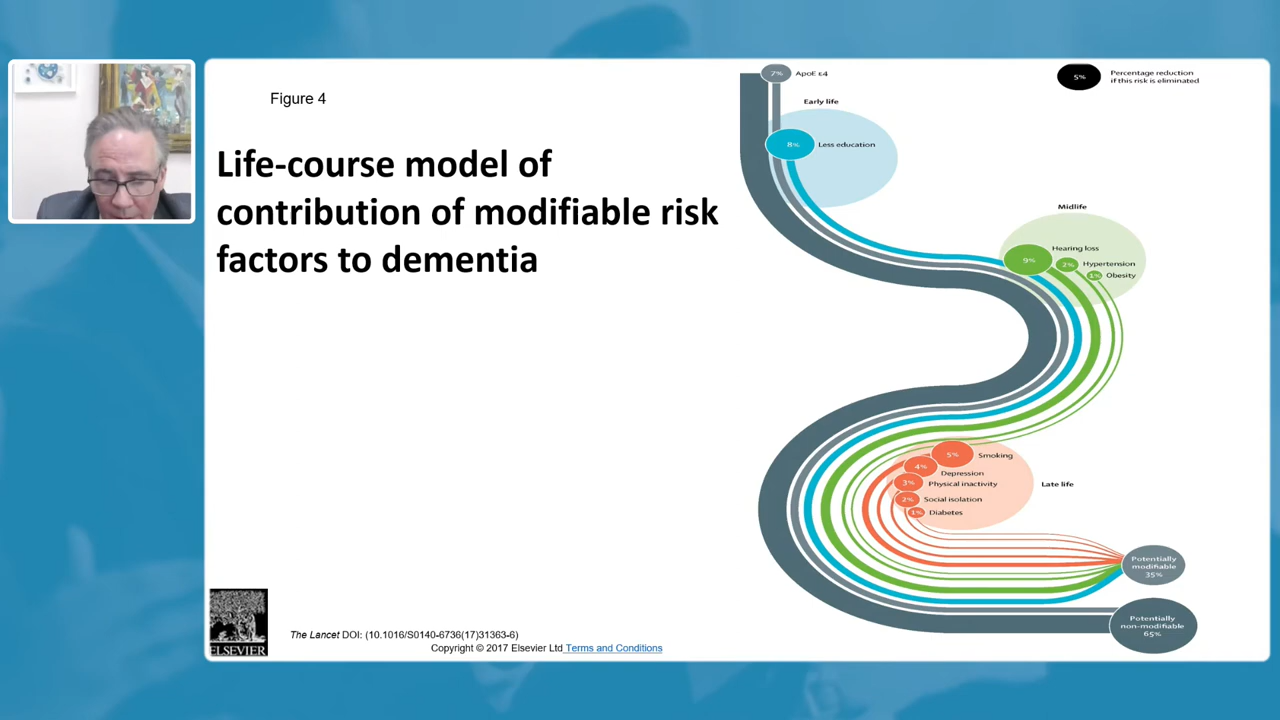 Figure 4
Life-course model of
contribution of modifiable risk
factors to dementia
7% ApoE ε4
5% Percentage reduction
if this risk is eliminated
Early life
8% Less education
Midlife
Hearing loss
9% 2% Hypertension
1% Obesity
5% Smoking
4% Depression
3% Physical inactivity
Late life
2% Social isolation
1% Diabetes
Potentially
modifiable
35%
Potentially
non-modifiable
65%
ELSEVIER
The Lancet DOI: (10.1016/S0140-6736(17)31363-6)
Copyright © 2017 Elsevier Ltd Terms and Conditions